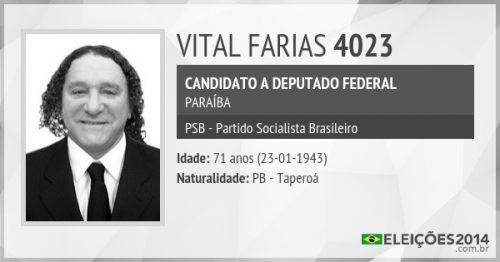 VITAL FARIAS 4023
CANDIDATO A DEPUTADO FEDERAL
PARAÍBA
PSB - Partido Socialista Brasileiro
Idade: 71 anos (23-01-1943)
Naturalidade: PB - Taperoá
ELEIÇÕES2014
.com.br